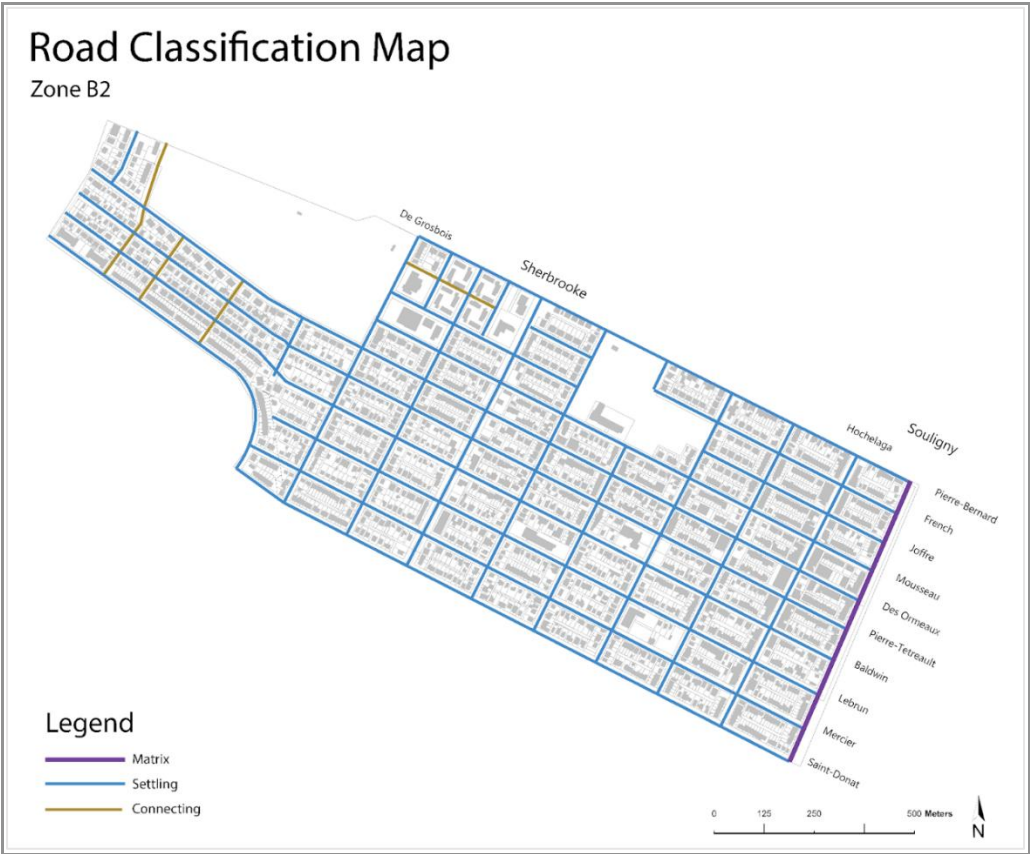 Road Classification Map
Zone B2
De Grosbois
Sherbrooke
Hochelaga
Souligny
Pierre-Bernard
French
Joffre
Mousseau
Des Ormeaux
Pierre-Tetreault
Baldwin
Lebrun
Mercier
Saint-Donat
Legend
Matrix
Settling
Connecting
0 125 250 500 Meters
N